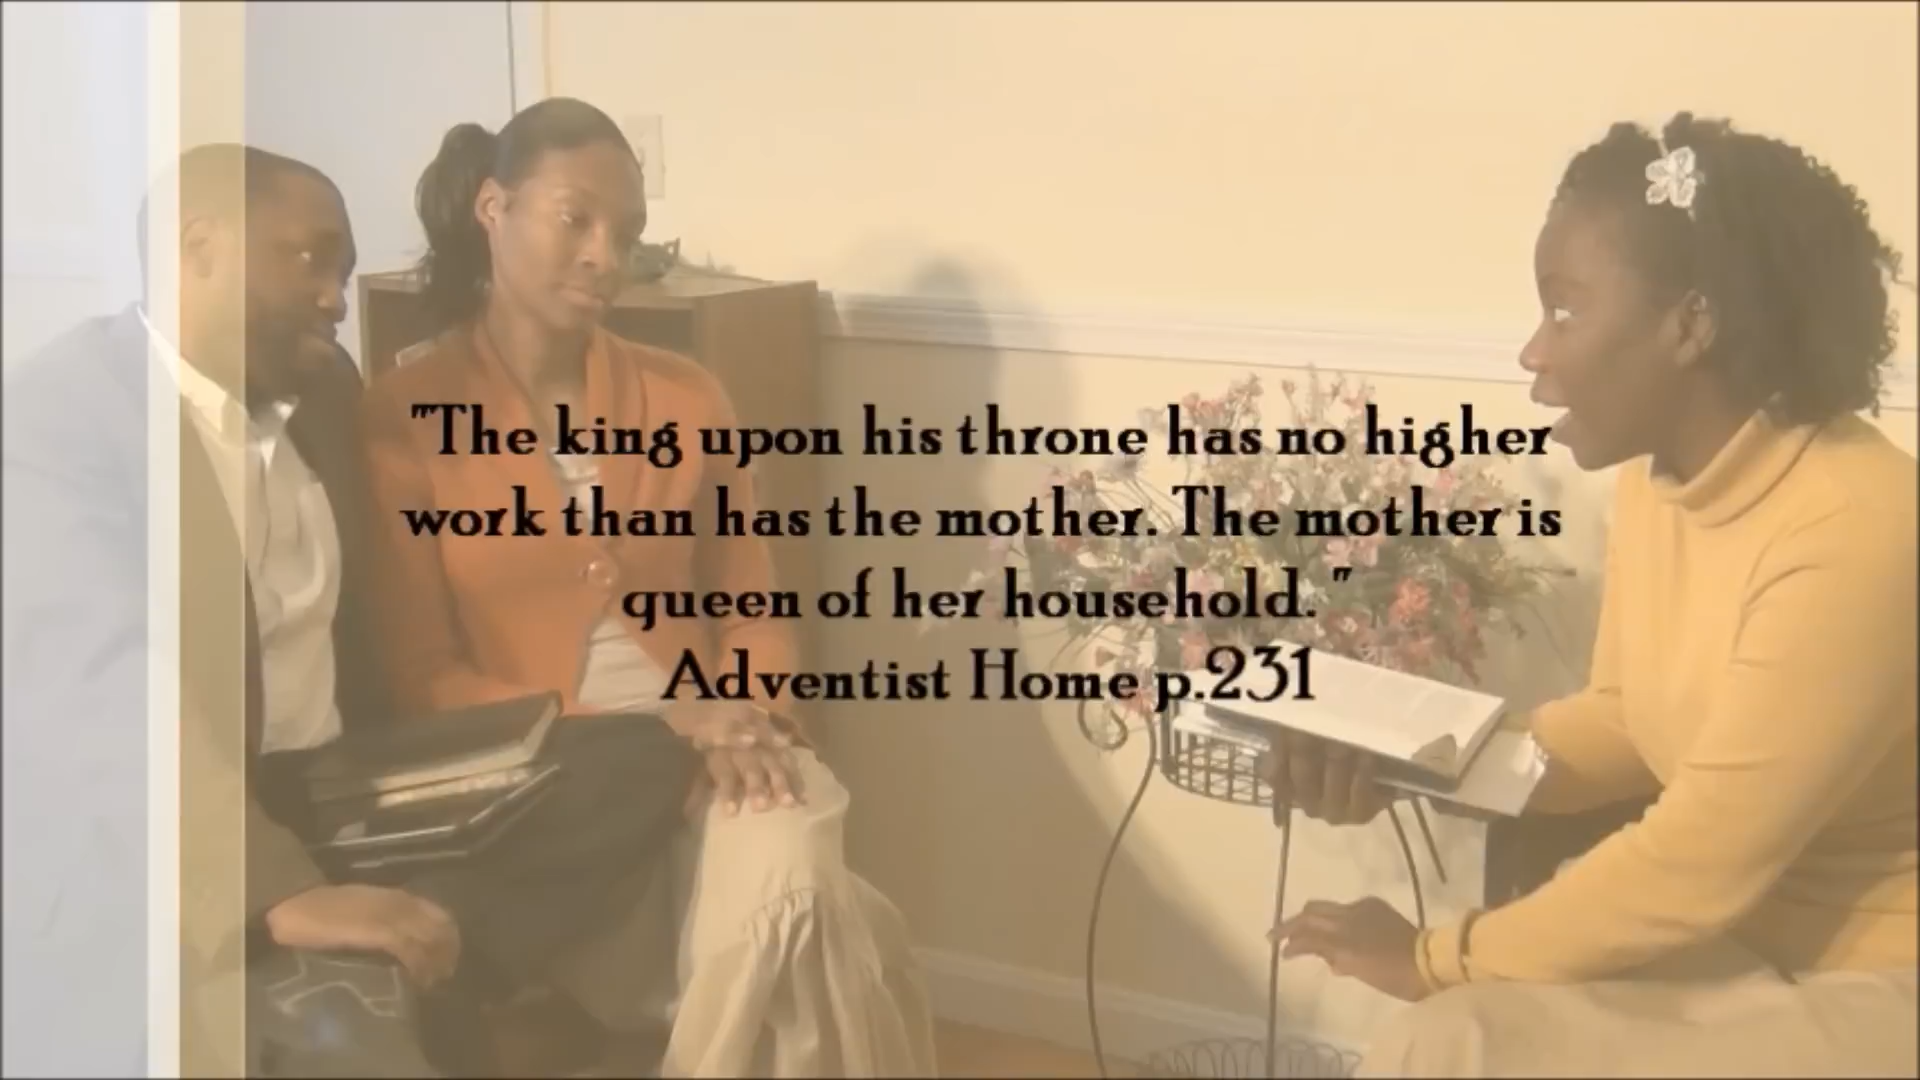 "The king upon his throne has no higher
work than has the mother. The mother is
queen of her household."
Adventist Home p.231